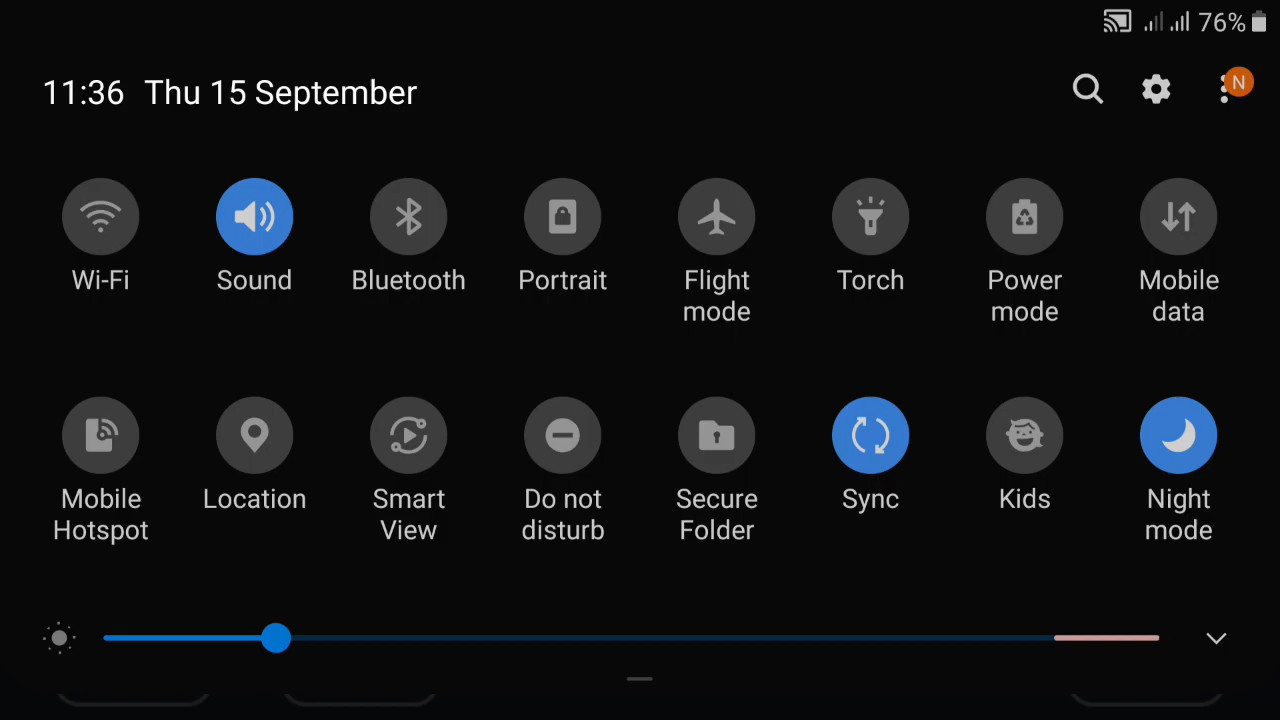 76%
11:36 Thu 15 September
N
Wi-Fi Sound Bluetooth Portrait Flight mode Torch Power mode Mobile data
Mobile Hotspot Location Smart View Do not disturb Secure Folder Sync Kids Night mode